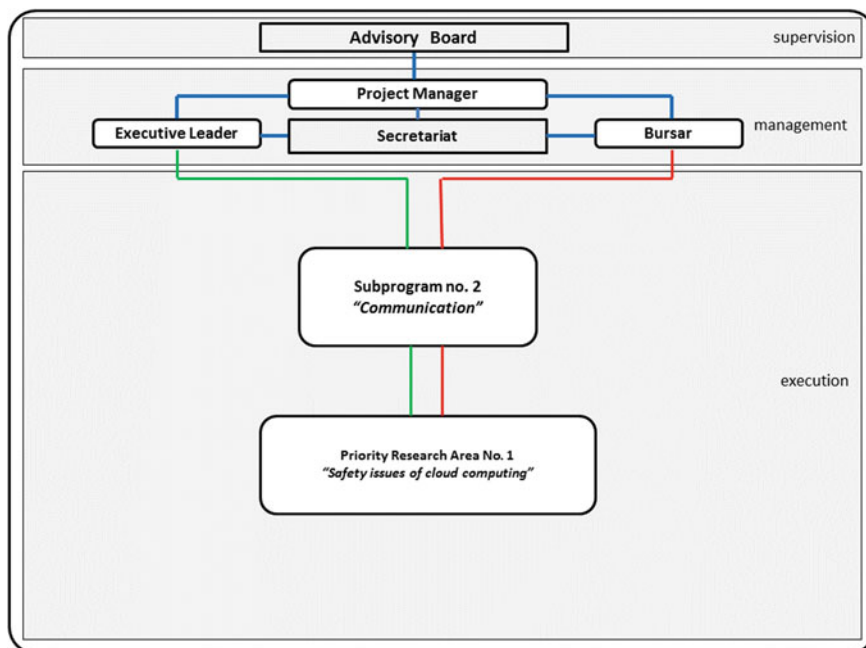 Advisory Board
supervision
Project Manager
management
Executive Leader
Secretariat
Bursar
Subprogram no. 2
“Communication”
execution
Priority Research Area No. 1
“Safety issues of cloud computing”